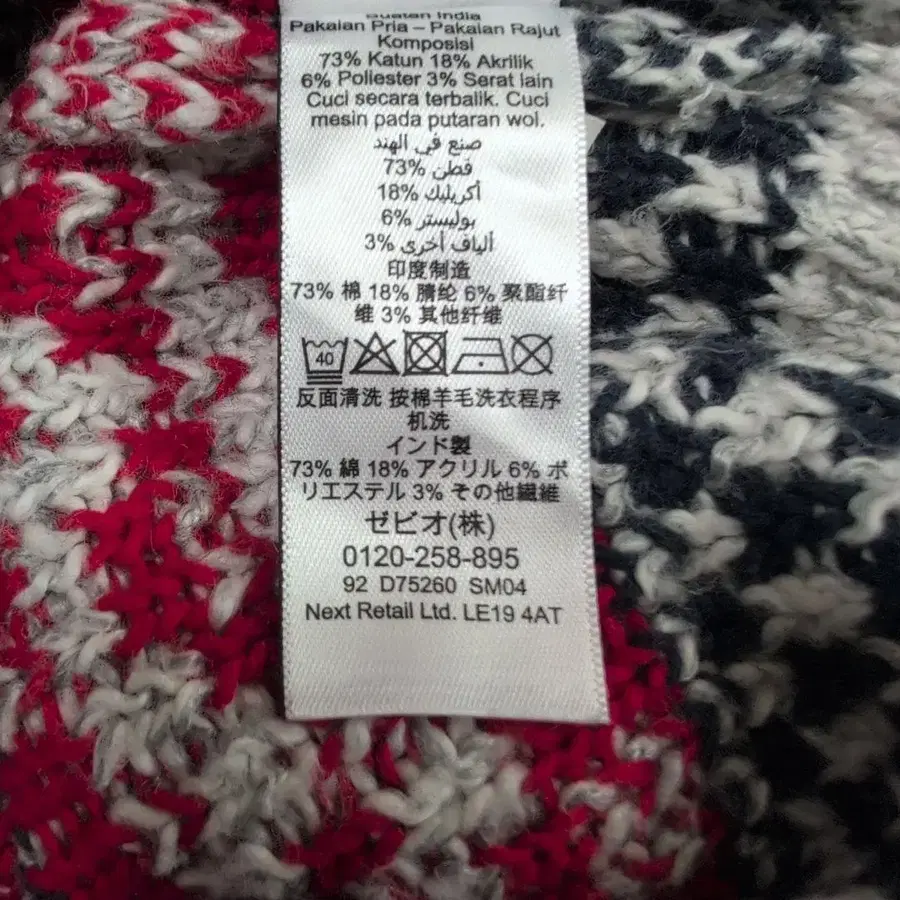 Buatan India
Pakaian Pria – Pakaian Rajut
Komposisi
73% Katun 18% Akrilik
6% Poliester 3% Serat lain
Cuci secara terbalik. Cuci
mesin pada putaran wol.
صنع في الهند
قطن %73
أكريليك %18
بوليستر %6
ألياف أخرى %3
印度制造
73% 棉 18% 腈纶 6% 聚酯纤
维 3% 其他纤维
40
反面清洗 按棉羊毛洗衣程序
机洗
インド製
73% 綿 18% アクリル 6% ポ
リエステル 3% その他繊維
ゼビオ(株)
0120-258-895
92 D75260 SM04
Next Retail Ltd. LE19 4AT